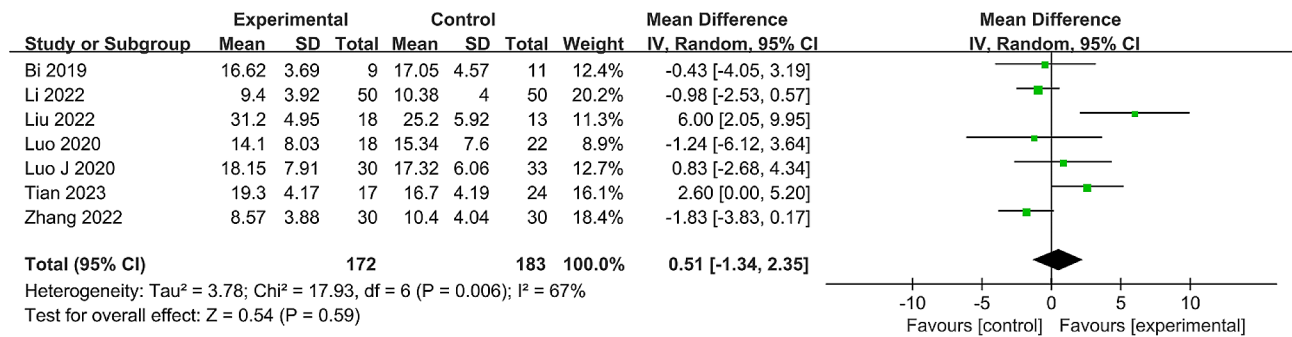 Experimental Control Mean Difference Mean Difference
Study or Subgroup Mean SD Total Mean SD Total Weight IV, Random, 95% CI IV, Random, 95% CI
Bi 2019 16.62 3.69 9 17.05 4.57 11 12.4% -0.43 [-4.05, 3.19]
Li 2022 9.4 3.92 50 10.38 4 50 20.2% -0.98 [-2.53, 0.57]
Liu 2022 31.2 4.95 18 25.2 5.92 13 11.3% 6.00 [2.05, 9.95]
Luo 2020 14.1 8.03 18 15.34 7.6 22 8.9% -1.24 [-6.12, 3.64]
Luo J 2020 18.15 7.91 30 17.32 6.06 33 12.7% 0.83 [-2.68, 4.34]
Tian 2023 19.3 4.17 17 16.7 4.19 24 16.1% 2.60 [0.00, 5.20]
Zhang 2022 8.57 3.88 30 10.4 4.04 30 18.4% -1.83 [-3.83, 0.17]
Total (95% CI) 172 183 100.0% 0.51 [-1.34, 2.35]
Heterogeneity: Tau² = 3.78; Chi² = 17.93, df = 6 (P = 0.006); I² = 67%
Test for overall effect: Z = 0.54 (P = 0.59)
-10 -5 0 5 10
Favours [control] Favours [experimental]